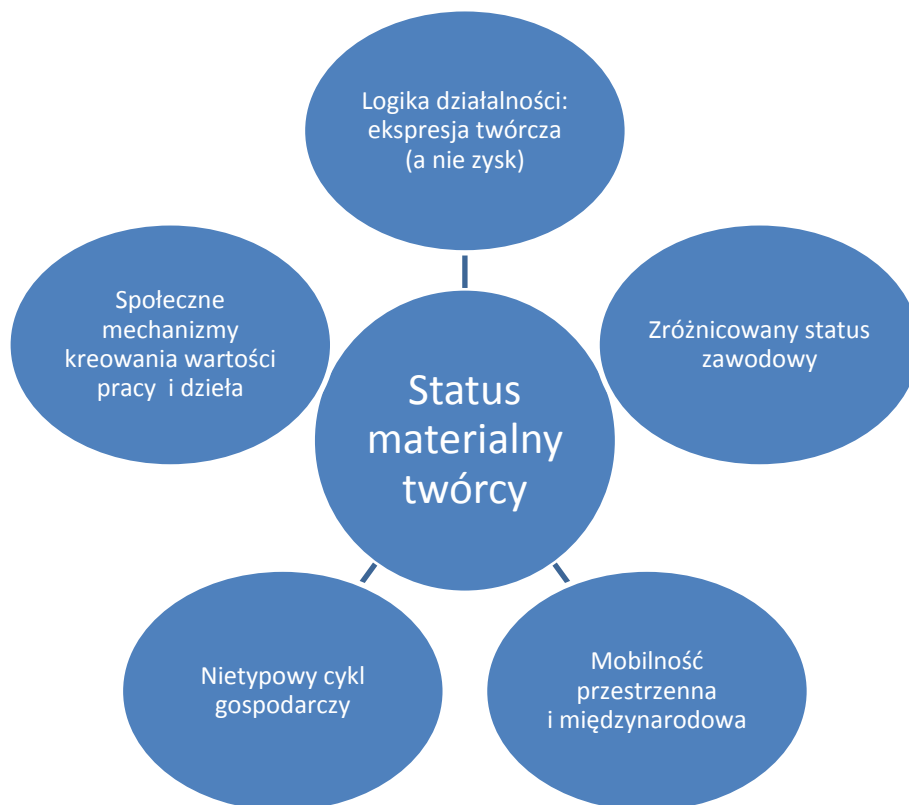 Logika działalności:
ekspresja twórcza
(a nie zysk)
Społeczne
mechanizmy
kreowania wartości
pracy i dzieła
Zróżnicowany status
zawodowy
Status
materialny
twórcy
Nietypowy cykl
gospodarczy
Mobilność
przestrzenna
i międzynarodowa